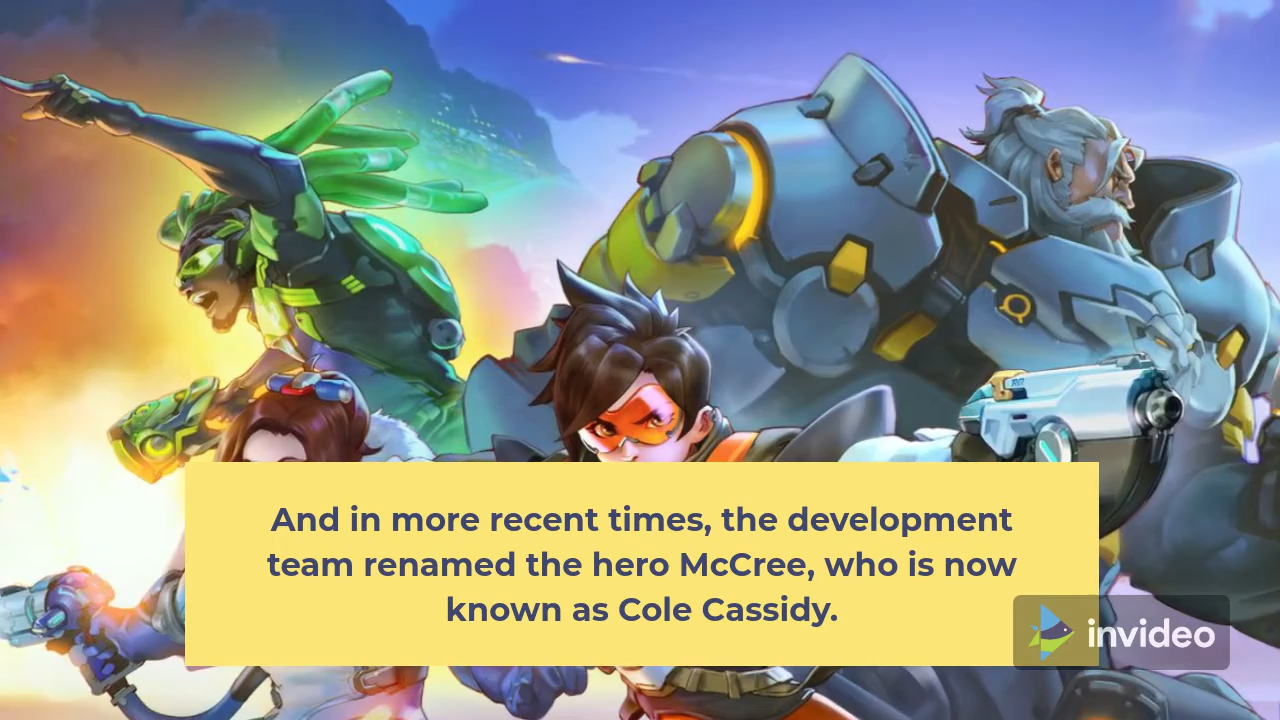 And in more recent times, the development
team renamed the hero McCree, who is now
known as Cole Cassidy.
invideo